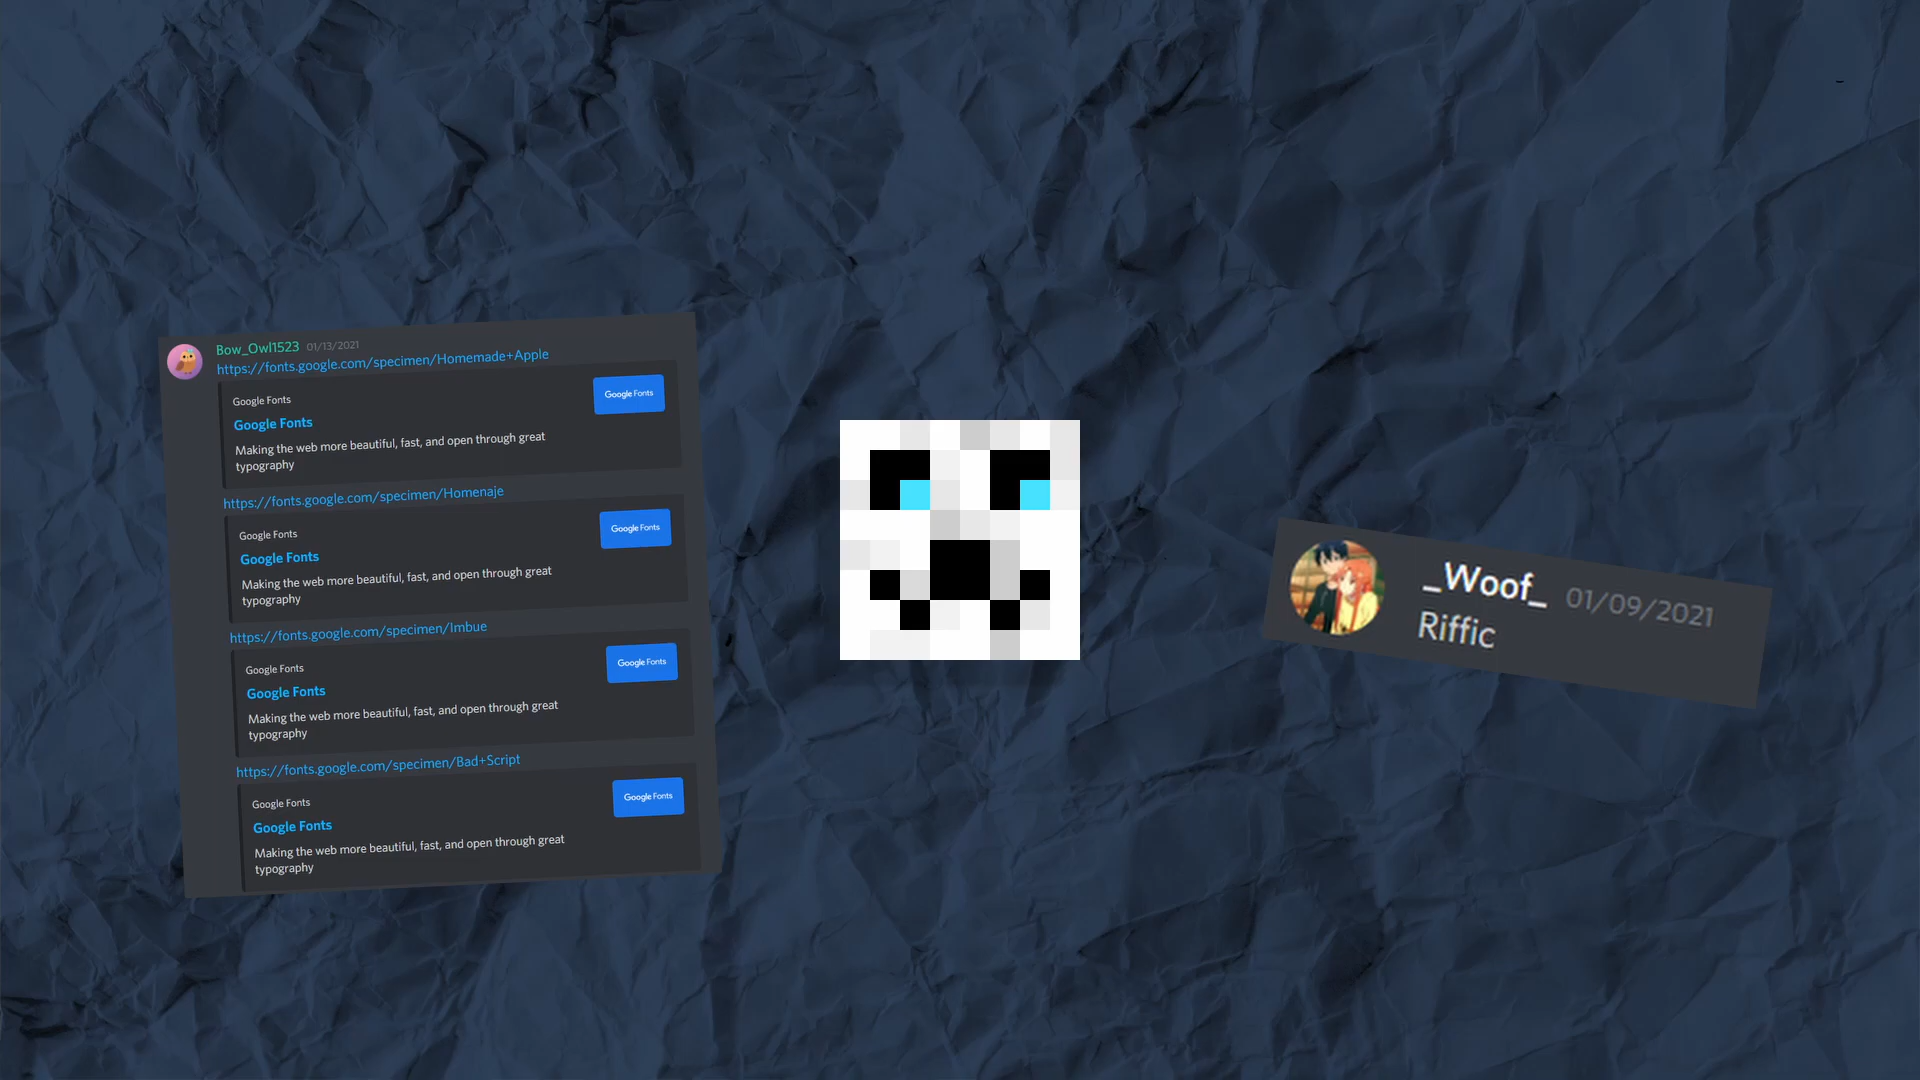 Bow_Owl1523 01/13/2021
https://fonts.google.com/specimen/Homemade+Apple
Google Fonts
Google Fonts
Google Fonts
Making the web more beautiful, fast, and open through great
typography
https://fonts.google.com/specimen/Homenaje
Google Fonts
Google Fonts
Google Fonts
Making the web more beautiful, fast, and open through great
typography
https://fonts.google.com/specimen/Imbue
Google Fonts
Google Fonts
Google Fonts
Making the web more beautiful, fast, and open through great
typography
https://fonts.google.com/specimen/Bad+Script
Google Fonts
Google Fonts
Google Fonts
Making the web more beautiful, fast, and open through great
typography
_Woof_ 01/09/2021
Riffic